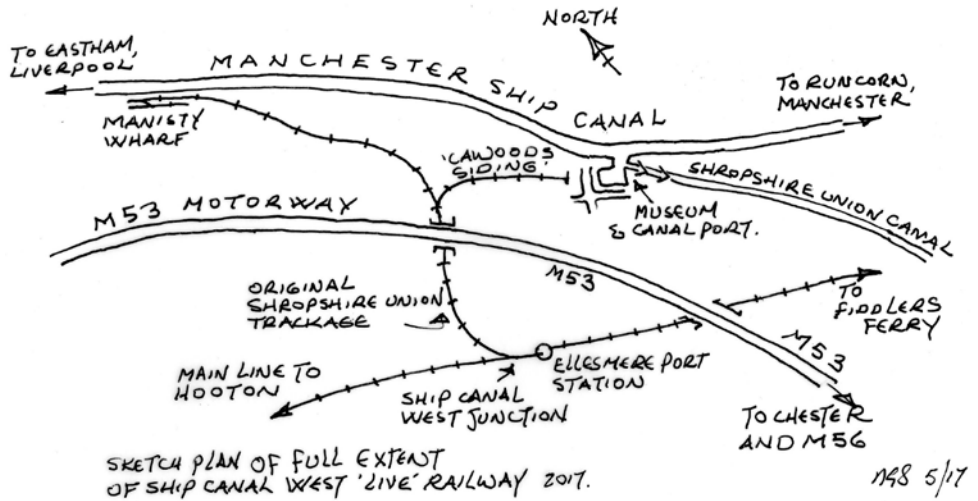 NORTH
TO EASTHAM,
LIVERPOOL
MANCHESTER SHIP
CANAL
TO RUNCORN,
MANCHESTER
MANISTY
WHARF
'CAWOODS
SIDING'
SHROPSHIRE UNION CANAL
MUSEUM
& CANAL PORT.
M53 MOTORWAY
M53
ORIGINAL
SHROPSHIRE UNION
TRACKAGE
TO
FIDDLERS
FERRY
M53
MAIN LINE TO
HOOTON
SHIP CANAL
WEST JUNCTION
ELLESMERE PORT
STATION
TO CHESTER
AND M56
SKETCH PLAN OF FULL EXTENT
OF SHIP CANAL WEST 'LIVE' RAILWAY 2017.
5/17